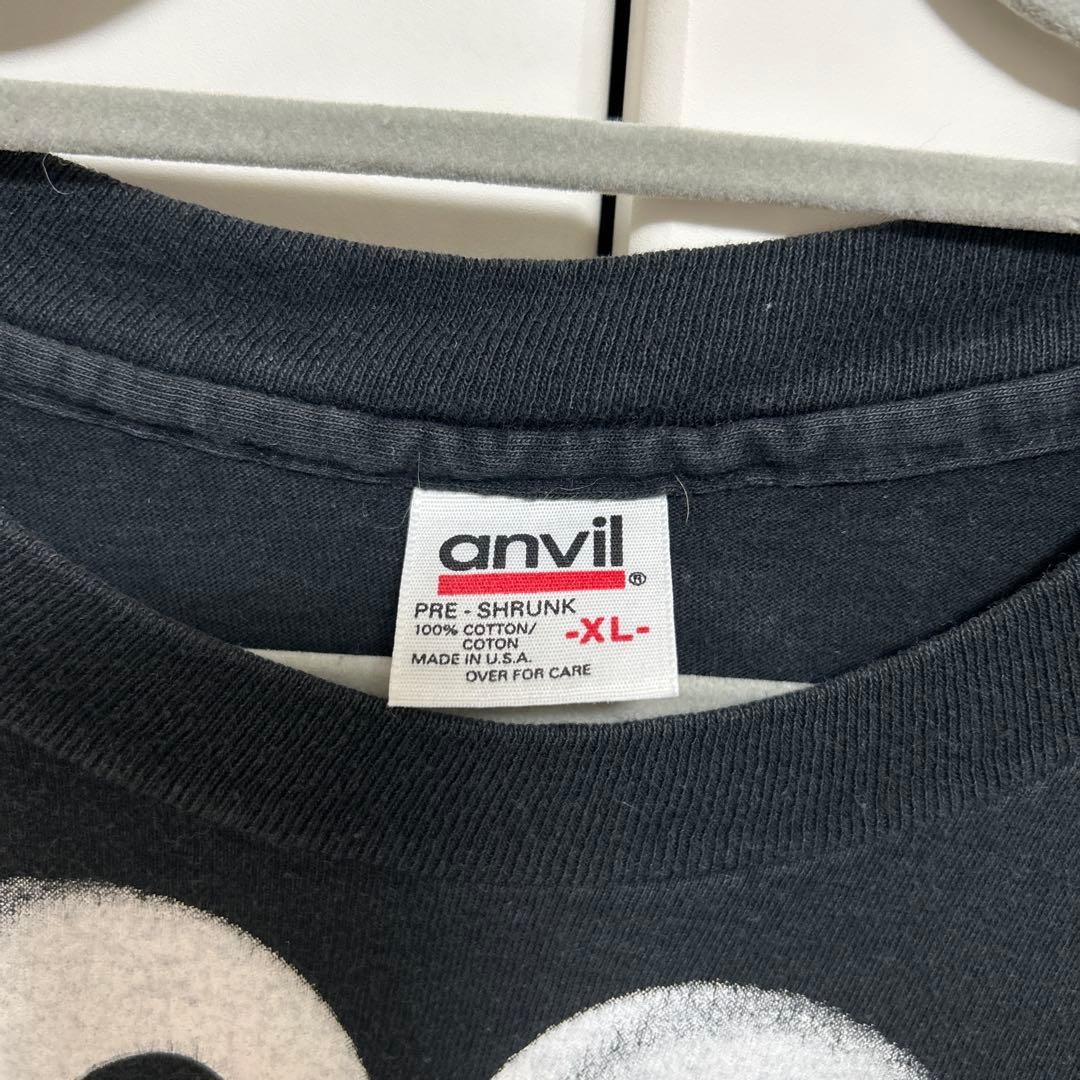 anvil®
PRE - SHRUNK
100% COTTON/
COTON
-XL-
MADE IN U.S.A.
OVER FOR CARE